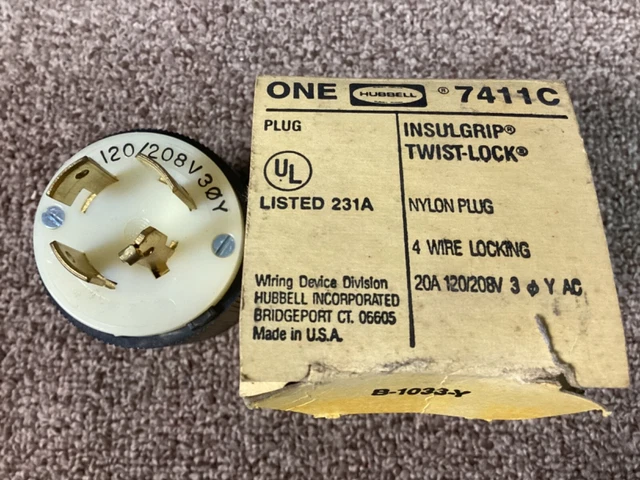 ONE HUBBELL ® 7411C
PLUG
UL
LISTED 231A
INSULGRIP®
TWIST-LOCK®
NYLON PLUG
4 WIRE LOCKING
20A 120/208V 3 ϕ Y AC
Wiring Device Division
HUBBELL INCORPORATED
BRIDGEPORT CT. 06605
Made in U.S.A.
B-1033-Y
120/208V 3ØY